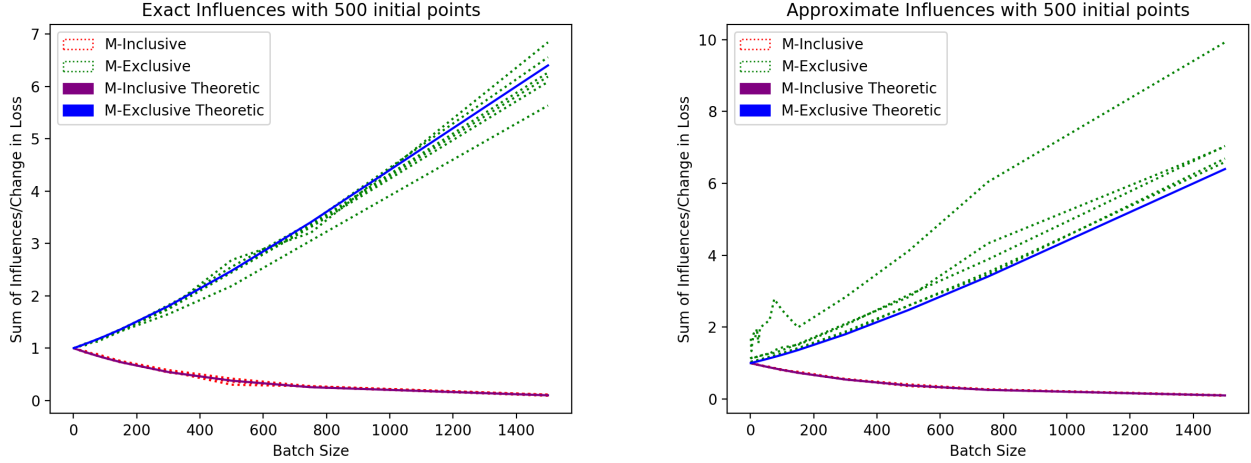 Exact Influences with 500 initial points
7
6
5
4
3
2
1
0
Sum of Influences/Change in Loss
M-Inclusive
M-Exclusive
M-Inclusive Theoretic
M-Exclusive Theoretic
0 200 400 600 800 1000 1200 1400
Batch Size
Approximate Influences with 500 initial points
10
8
6
4
2
0
Sum of Influences/Change in Loss
M-Inclusive
M-Exclusive
M-Inclusive Theoretic
M-Exclusive Theoretic
0 200 400 600 800 1000 1200 1400
Batch Size